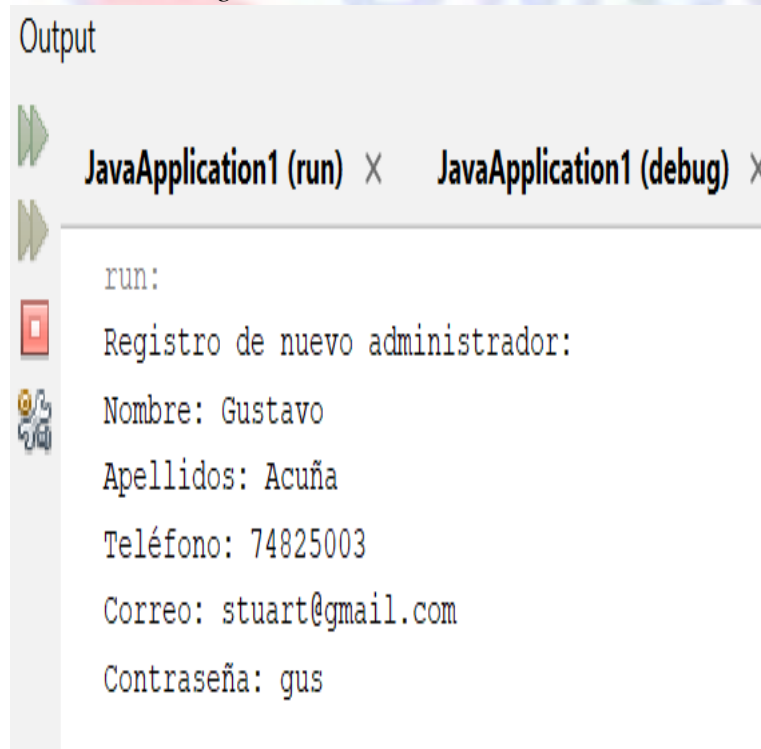 Output
JavaApplication1 (run) × JavaApplication1 (debug) ×
run:
Registro de nuevo administrador:
Nombre: Gustavo
Apellidos: Acuña
Teléfono: 74825003
Correo: stuart@gmail.com
Contraseña: gus